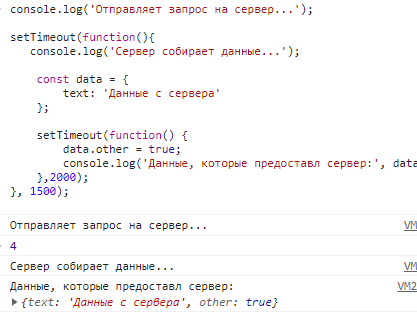 console.log('Отправляет запрос на сервер...');
setTimeout(function(){
console.log('Сервер собирает данные...');
const data = {
text: 'Данные с сервера'
};
setTimeout(function() {
data.other = true;
console.log('Данные, которые предоставл сервер:', data
},2000);
}, 1500);
Отправляет запрос на сервер... VM
4
Сервер собирает данные... VM
Данные, которые предоставл сервер: VM2
{text: 'Данные с сервера', other: true}